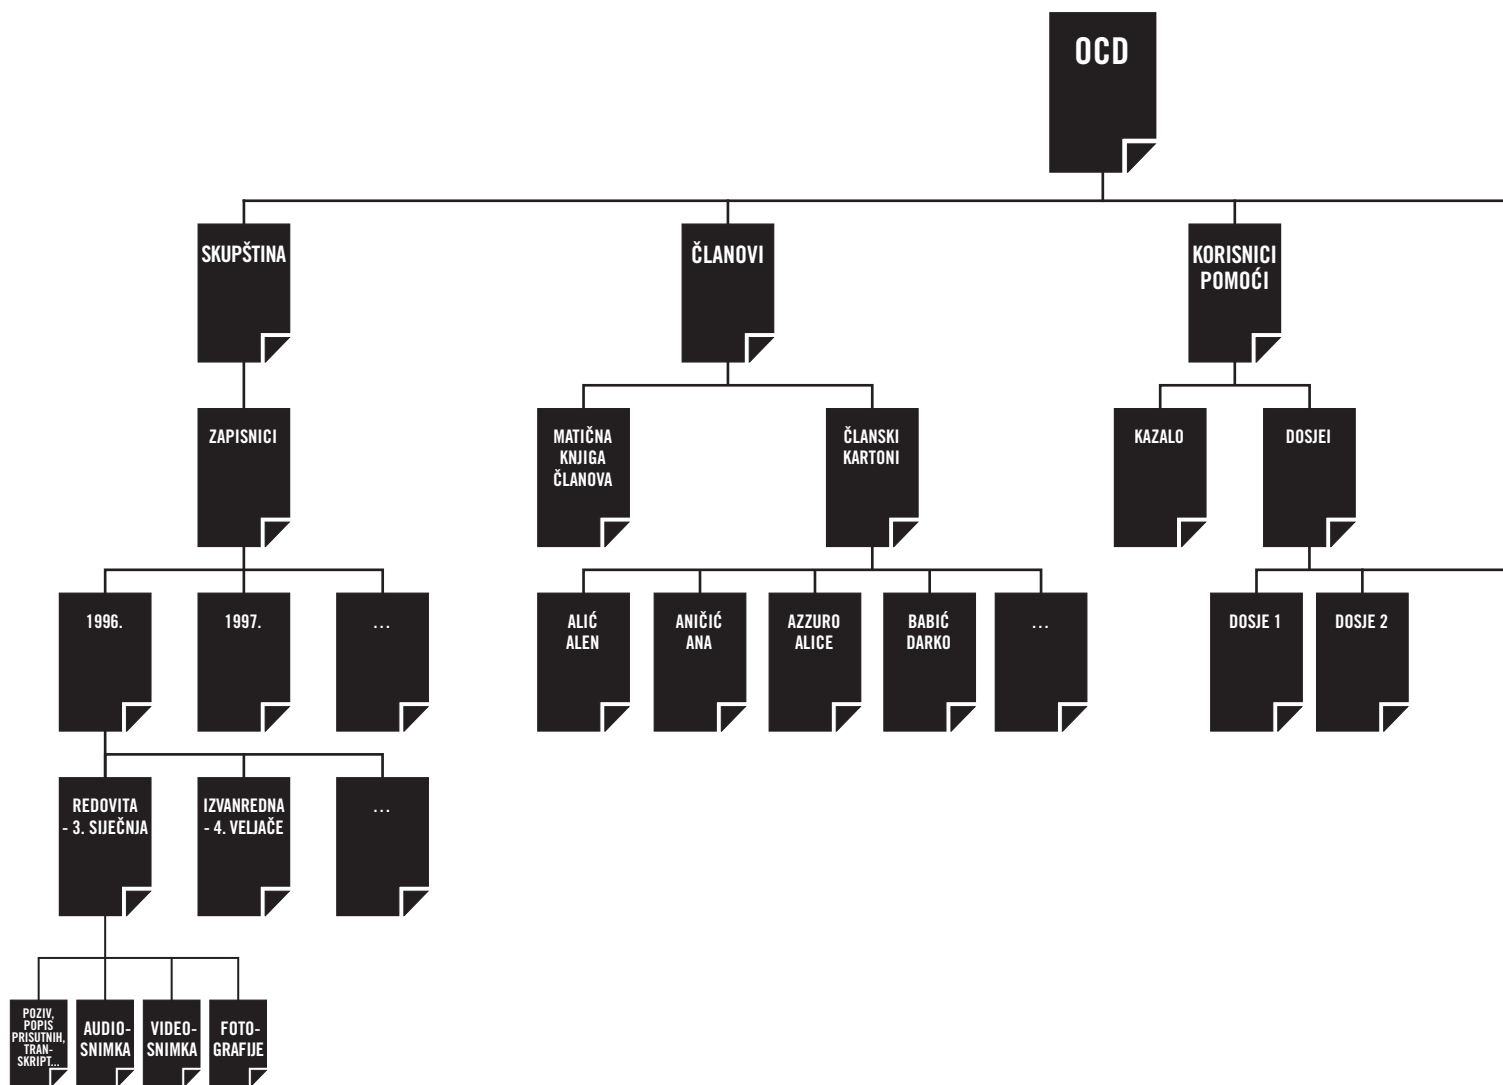 OCD
SKUPŠTINA
ČLANOVI
KORISNICI
POMOĆI
ZAPISNICI
MATIČNA
KNJIGA
ČLANOVA
ČLANSKI
KARTONI
KAZALO
DOSJEI
1996.
1997.
...
ALIĆ
ALEN
ANIČIĆ
ANA
AZZURO
ALICE
BABIĆ
DARKO
...
DOSJE 1
DOSJE 2
REDOVITA
- 3. SIJEČNJA
IZVANREDNA
- 4. VELJAČE
...
POZIV,
POPIS
PRISUTNIH,
TRAN-
SKRIPT...
AUDIO-
SNIMKA
VIDEO-
SNIMKA
FOTO-
GRAFIJE